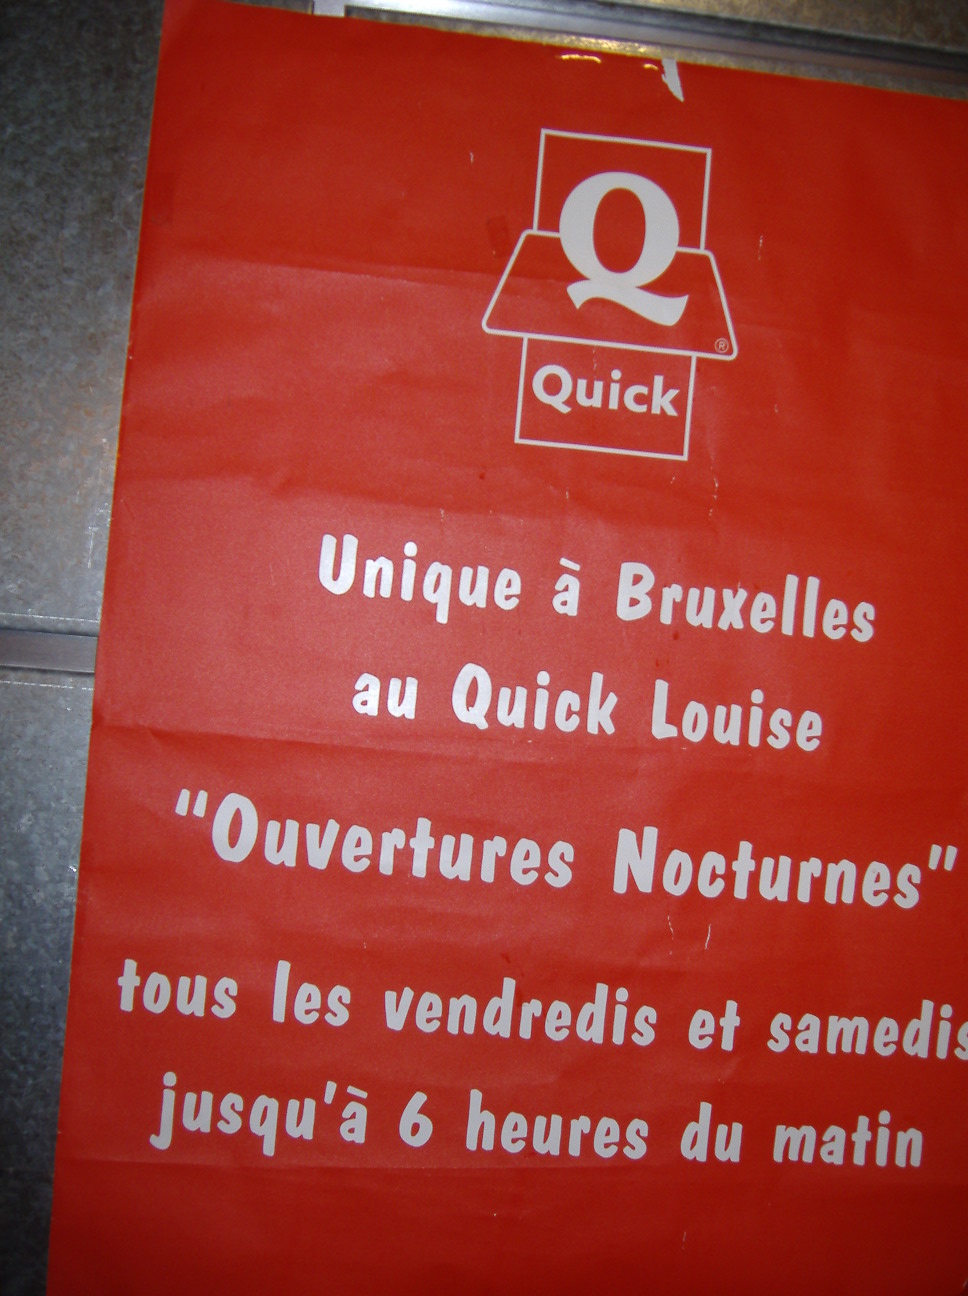 Q
®
Quick
Unique à Bruxelles
au Quick Louise
"Ouvertures Nocturnes"
tous les vendredis et samedis
jusqu'à 6 heures du matin